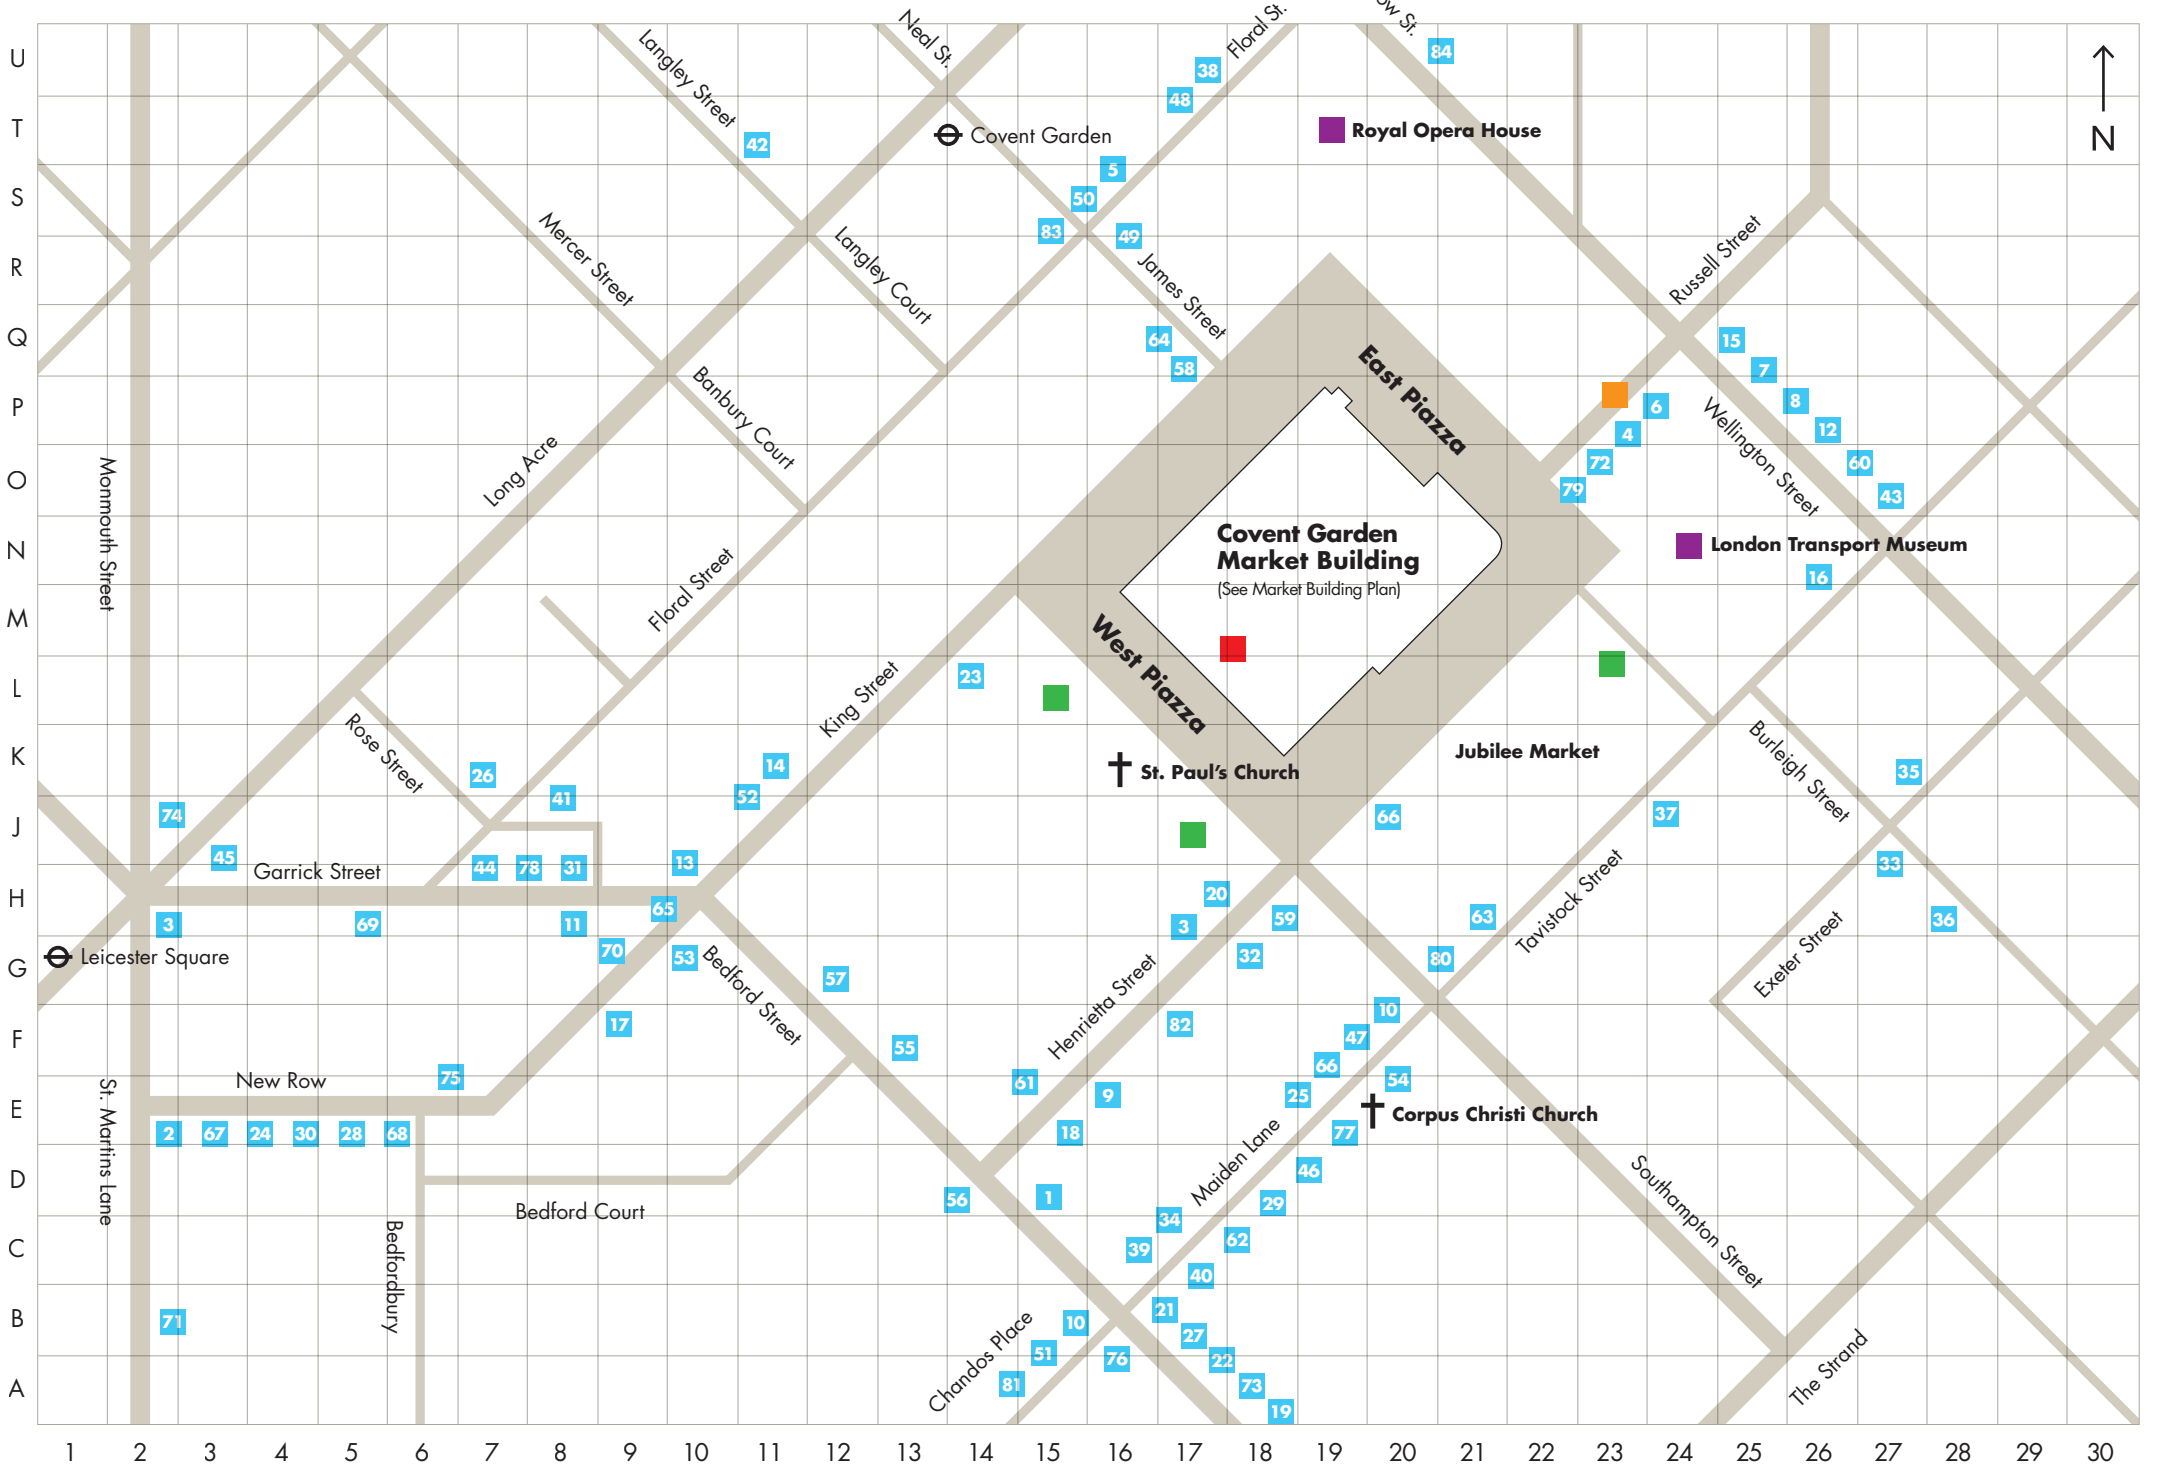 U
T
S
R
Q
P
O
N
M
L
K
J
H
G
F
E
D
C
B
A
1 2 3 4 5 6 7 8 9 10 11 12 13 14 15 16 17 18 19 20 21 22 23 24 25 26 27 28 29 30
N
Neal St.
Floral St.
ow St.
84
Langley Street
38
48
42
Covent Garden
Royal Opera House
5
50
83
49
Mercer Street
Langley Court
James Street
Russell Street
64
58
15
7
8
12
60
43
East Piazza
6
4
72
79
Wellington Street
Banbury Court
Long Acre
Monmouth Street
Floral Street
Covent Garden
Market Building
(See Market Building Plan)
London Transport Museum
16
West Piazza
King Street
23
Rose Street
26
41
14
52
St. Paul's Church
Jubilee Market
Burleigh Street
35
74
45
Garrick Street
44
78
31
13
66
37
33
3
69
11
65
20
3
59
63
Tavistock Street
36
Leicester Square
70
53
Bedford Street
57
32
80
Exeter Street
17
55
Henrietta Street
82
10
47
66
54
New Row
75
61
9
25
Corpus Christi Church
St. Martins Lane
2
67
24
30
28
68
18
77
Maiden Lane
46
Bedford Court
56
1
29
34
39
62
40
Southampton Street
Bedfordbury
71
Chandos Place
10
51
81
76
21
27
22
73
19
The Strand